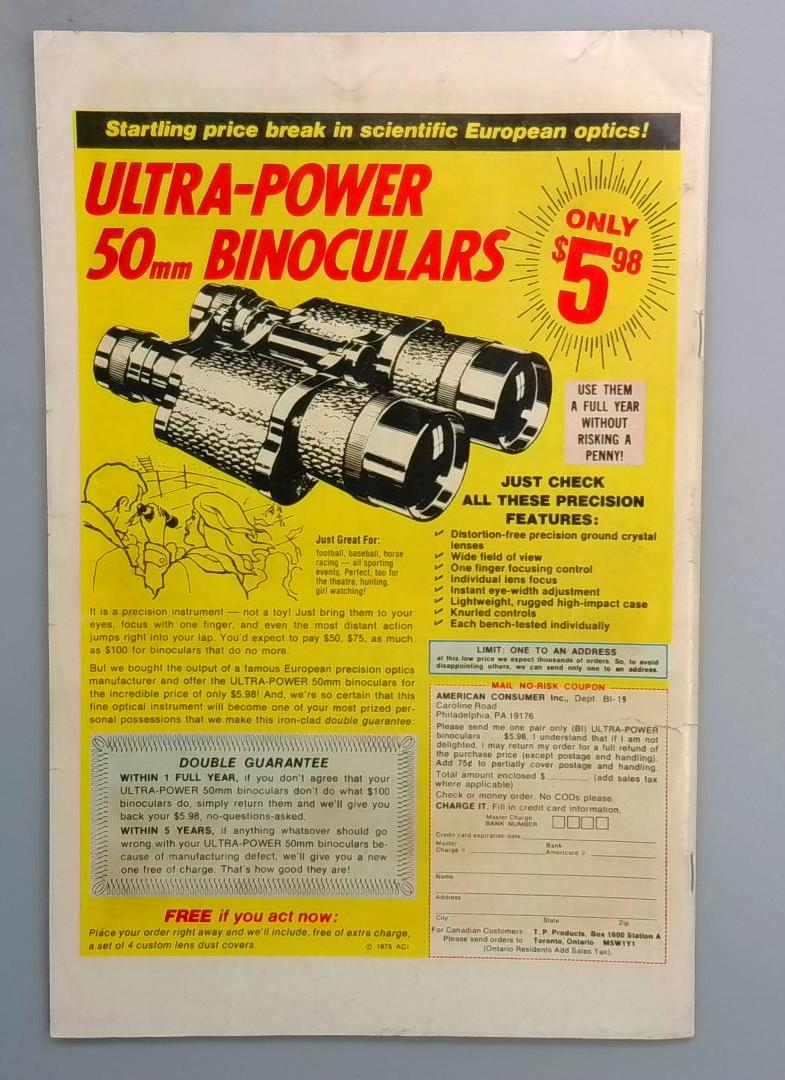 Startling price break in scientific European optics!
ULTRA-POWER
50mm BINOCULARS
ONLY
$5 98
USE THEM
A FULL YEAR
WITHOUT
RISKING A
PENNY!
JUST CHECK
ALL THESE PRECISION
FEATURES:
Distortion-free precision ground crystal
lenses
Wide field of view
One finger focusing control
Individual lens focus
Instant eye-width adjustment
Lightweight, rugged high-impact case
Knurled controls
Each bench-tested individually
Just Great For:
football, baseball, horse
racing — all sporting
events. Perfect, too for
the theatre, hunting,
girl watching!
It is a precision instrument — not a toy! Just bring them to your
eyes, focus with one finger, and even the most distant action
jumps right into your lap. You'd expect to pay $50, $75, as much
as $100 for binoculars that do no more.
But we bought the output of a famous European precision optics
manufacturer and offer the ULTRA-POWER 50mm binoculars for
the incredible price of only $5.98! And, we're so certain that this
fine optical instrument will become one of your most prized per-
sonal possessions that we make this iron-clad double guarantee:
DOUBLE GUARANTEE
WITHIN 1 FULL YEAR, if you don't agree that your
ULTRA-POWER 50mm binoculars don't do what $100
binoculars do, simply return them and we'll give you
back your $5.98, no-questions-asked.
WITHIN 5 YEARS, if anything whatsover should go
wrong with your ULTRA-POWER 50mm binoculars be-
cause of manufacturing defect, we'll give you a new
one free of charge. That's how good they are!
FREE if you act now:
Place your order right away and we'll include, free of extra charge,
a set of 4 custom lens dust covers.
© 1975 ACI
LIMIT: ONE TO AN ADDRESS
at this low price we expect thousands of orders. So, to avoid
disappointing others, we can send only one to an address.
MAIL NO-RISK COUPON
AMERICAN CONSUMER Inc., Dept. BI-19
Caroline Road
Philadelphia, PA 19176
Please send me one pair only (BI) ULTRA-POWER
binoculars . . . $5.98. I understand that if I am not
delighted, I may return my order for a full refund of
the purchase price (except postage and handling).
Add 75¢ to partially cover postage and handling.
Total amount enclosed $ (add sales tax
where applicable)
Check or money order. No CODs please.
CHARGE IT. Fill in credit card information.
Master Charge
BANK NUMBER
Credit card expiration date
Master
Charge #
Bank
Americard #
Name
Address
City State Zip
For Canadian Customers T. P. Products, Box 1600 Station A
Please send orders to Toronto, Ontario M5W1Y1
(Ontario Residents Add Sales Tax).